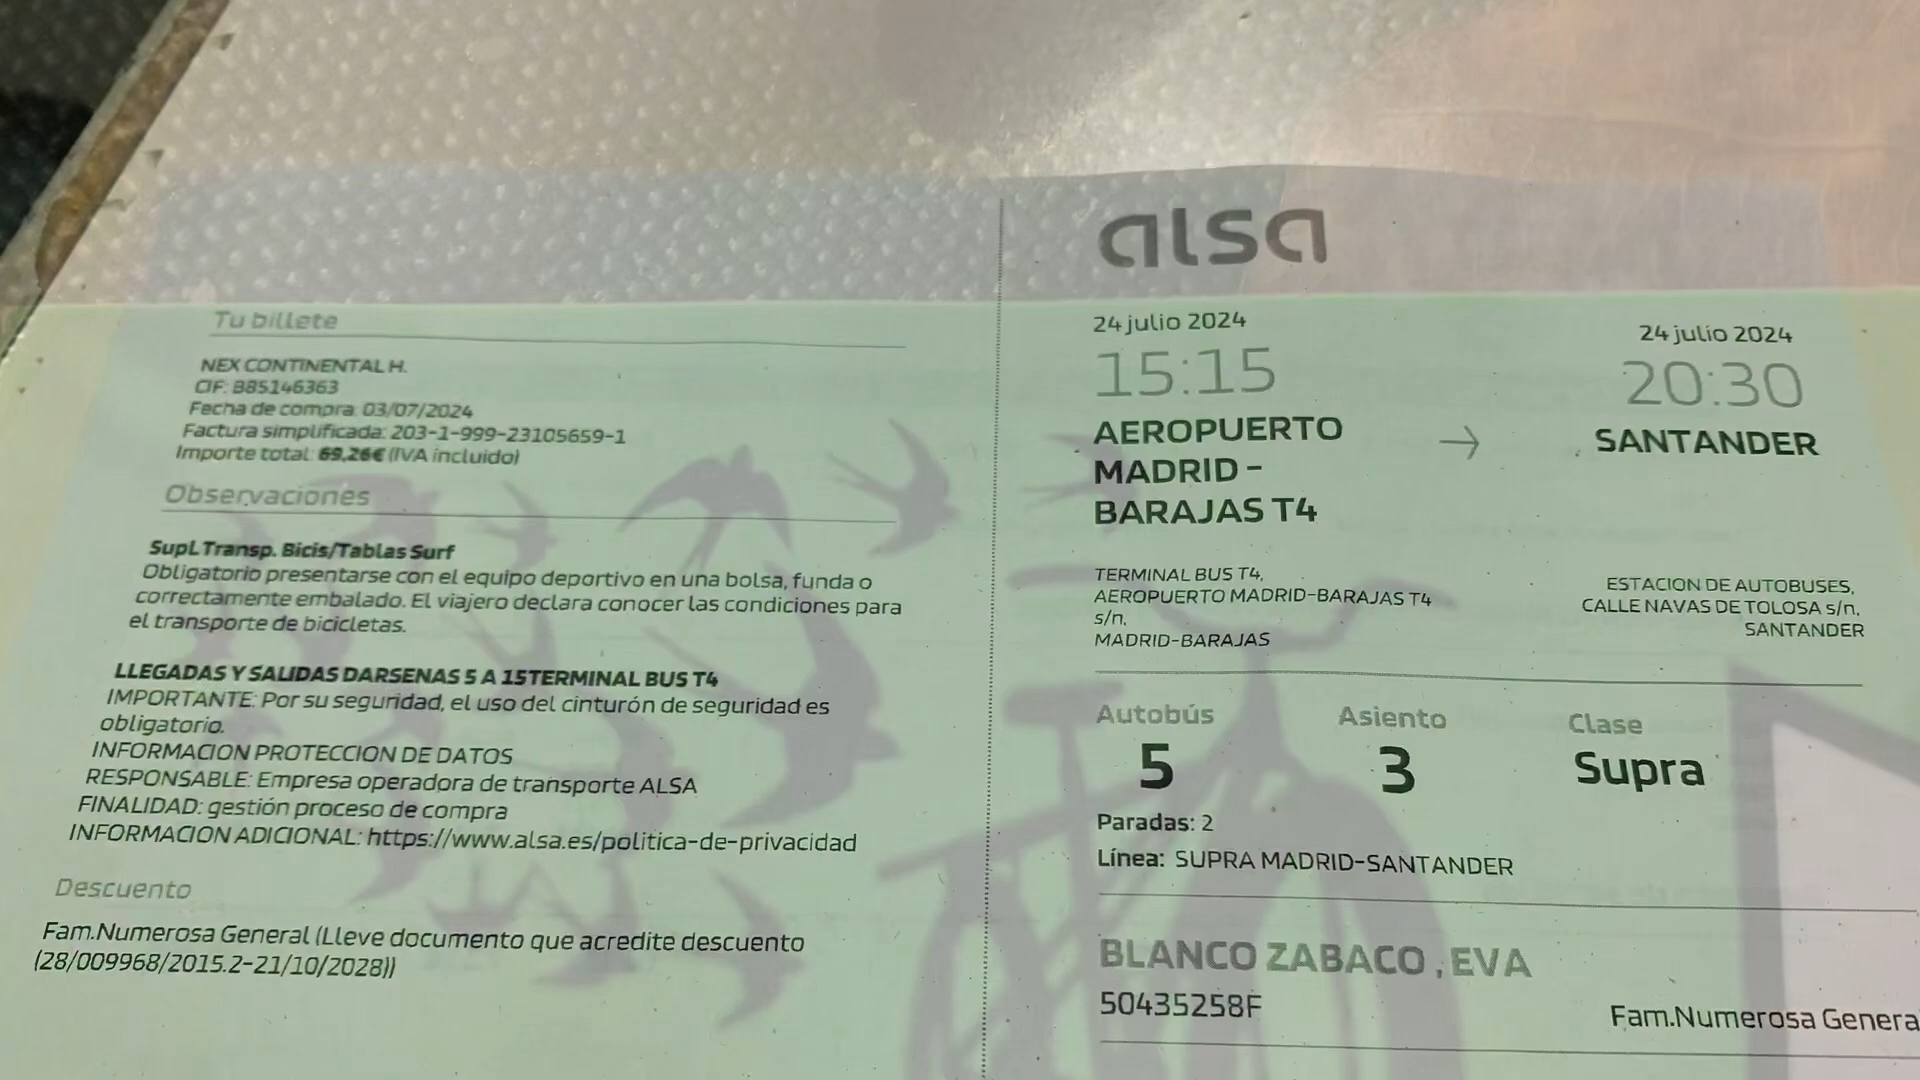 Tu billete
NEX CONTINENTAL H.
CIF: B85146363
Fecha de compra: 03/07/2024
Factura simplificada: 203-1-999-23105659-1
Importe total: 69,26€ (IVA incluido)
Observaciones
Supl.Transp. Bicis/Tablas Surf
Obligatorio presentarse con el equipo deportivo en una bolsa, funda o
correctamente embalado. El viajero declara conocer las condiciones para
el transporte de bicicletas.
LLEGADAS Y SALIDAS DARSENAS 5 A 15TERMINAL BUS T4
IMPORTANTE: Por su seguridad, el uso del cinturón de seguridad es
obligatorio.
INFORMACION PROTECCION DE DATOS
RESPONSABLE: Empresa operadora de transporte ALSA
FINALIDAD: gestión proceso de compra
INFORMACION ADICIONAL: https://www.alsa.es/politica-de-privacidad
Descuento
Fam.Numerosa General (Lleve documento que acredite descuento
(28/009968/2015.2-21/10/2028))
alsa
24 julio 2024
15:15
AEROPUERTO
MADRID -
BARAJAS T4
→
24 julio 2024
20:30
SANTANDER
TERMINAL BUS T4,
AEROPUERTO MADRID-BARAJAS T4
s/n.
MADRID-BARAJAS
ESTACION DE AUTOBUSES,
CALLE NAVAS DE TOLOSA s/n.
SANTANDER
Autobús Asiento Clase
5 3 Supra
Paradas: 2
Línea: SUPRA MADRID-SANTANDER
BLANCO ZABACO , EVA
50435258F
Fam.Numerosa Genera